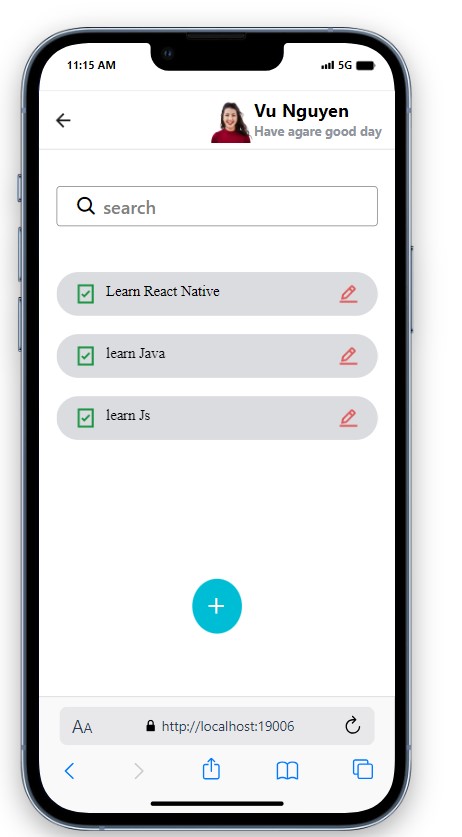 11:15 AM
5G
Vu Nguyen
Have agare good day
search
Learn React Native
learn Java
learn Js
+
AA
http://localhost:19006